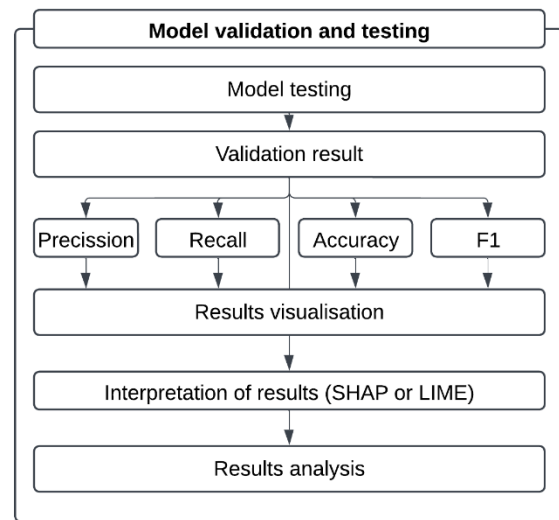 Model validation and testing
Model testing
Validation result
Precission
Recall
Accuracy
F1
Results visualisation
Interpretation of results (SHAP or LIME)
Results analysis